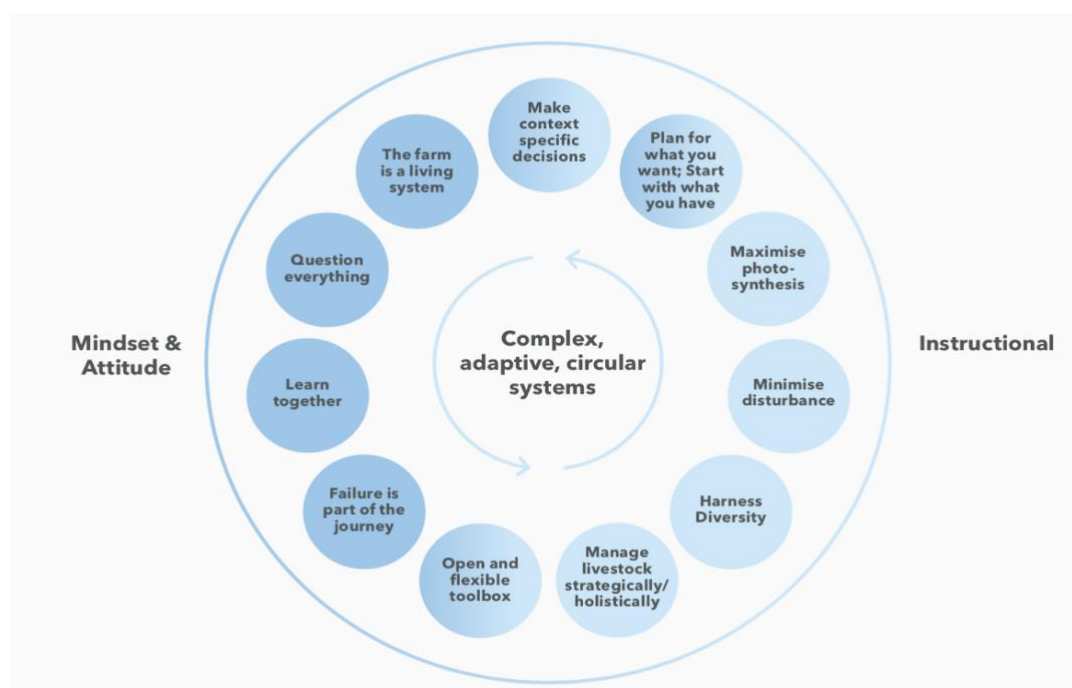 Make
context
specific
decisions
Plan for
what you
want; Start
with what
you have
The farm
is a living
system
Maximise
photo-
synthesis
Question
everything
Complex,
adaptive, circular
systems
Mindset &
Attitude
Instructional
Learn
together
Minimise
disturbance
Failure is
part of the
journey
Harness
Diversity
Open and
flexible
toolbox
Manage
livestock
strategically/
holistically